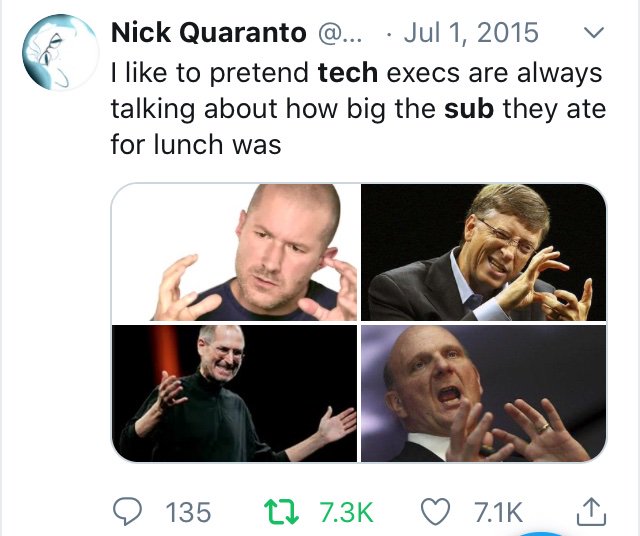 Nick Quaranto @... · Jul 1, 2015
I like to pretend tech execs are always
talking about how big the sub they ate
for lunch was
135 7.3K 7.1K